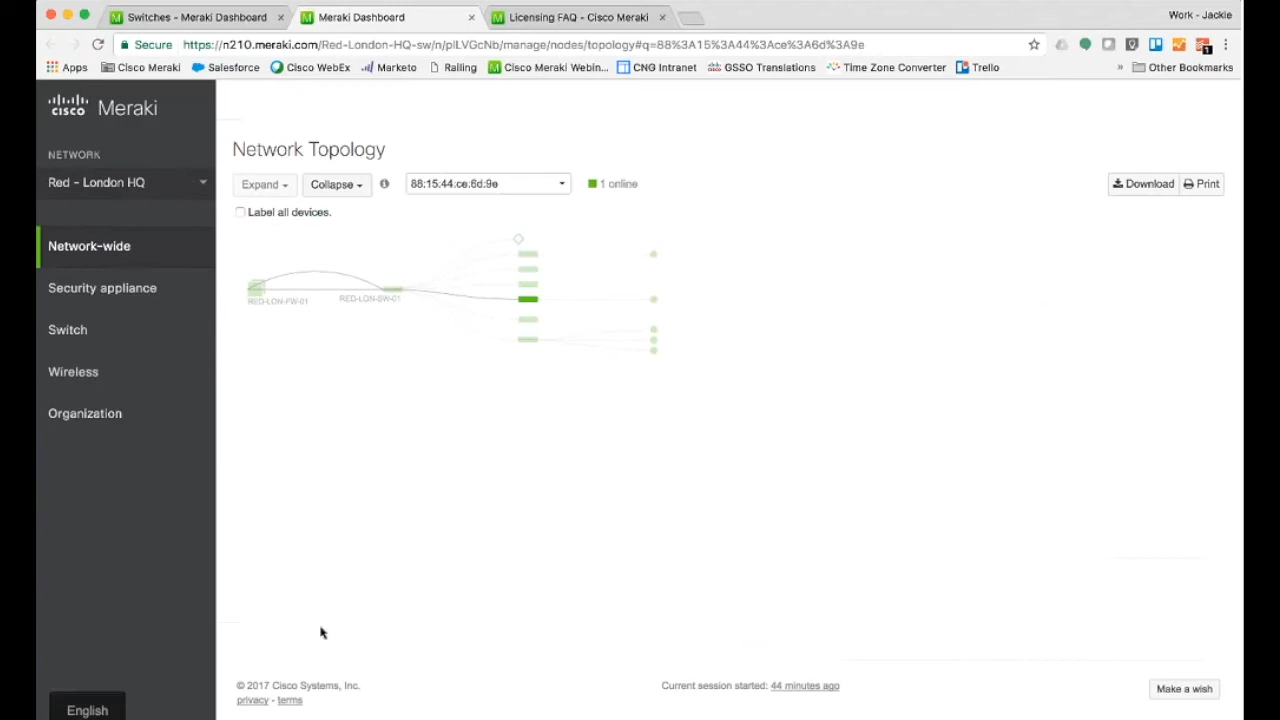 Switches - Meraki Dashboard
Meraki Dashboard
Licensing FAQ - Cisco Meraki
Work - Jackie
Secure
https://n210.meraki.com/Red-London-HQ-sw/n/plLVGcNb/manage/nodes/topology#q=88%3A15%3A44%3Ace%3A6d%3A9e
Apps
Cisco Meraki
Salesforce
Cisco WebEx
Marketo
Railing
Cisco Meraki Webin...
CNG Intranet
GSSO Translations
Time Zone Converter
Trello
»
Other Bookmarks
cisco Meraki
NETWORK
Red - London HQ
Network-wide
Security appliance
Switch
Wireless
Organization
English
Network Topology
Expand
Collapse
88:15:44:ce:6d:9e
1 online
Download
Print
Label all devices.
RED-LON-FW-01
RED-LON-SW-01
© 2017 Cisco Systems, Inc.
privacy - terms
Current session started: 44 minutes ago
Make a wish